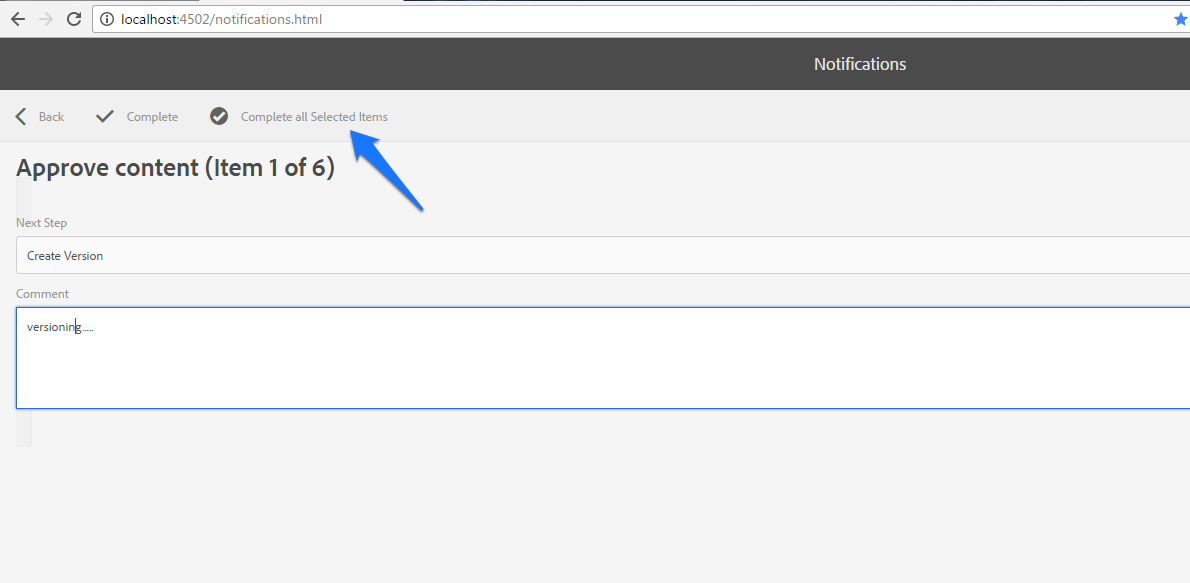 localhost:4502/notifications.html
Notifications
Back Complete Complete all Selected Items
Approve content (Item 1 of 6)
Next Step
Create Version
Comment
versioning.....